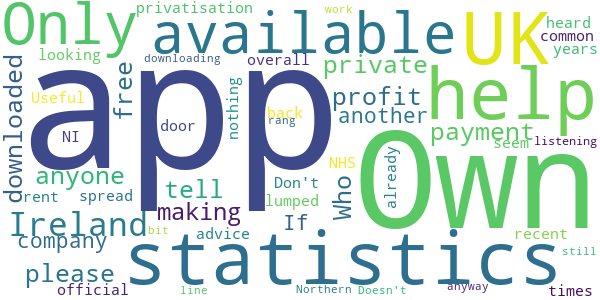 Only privatisation work heard
looking available UK common
years
downloading overall private
downloaded free app help
Useful back profit another
NI door rang nothing payment
seem listening
anyone tell NHS Who already Own
Don't
rent spread making lumped If
Ireland advice recent
company bit statistics still
please anyway
official line Northern Doesn't times